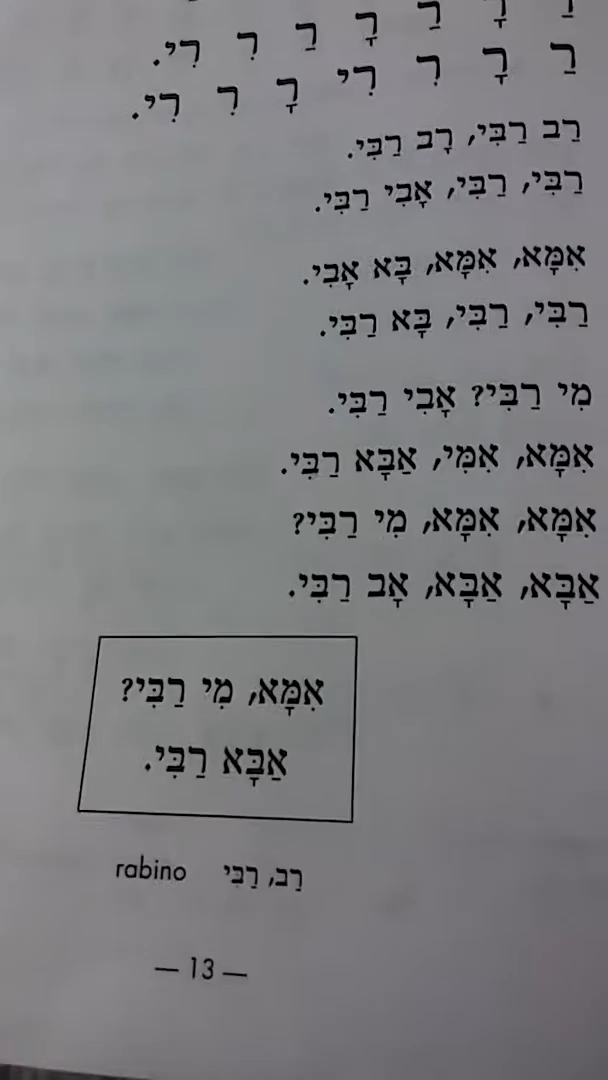 רַ רָ רִ רִי.
רַ רָ רִ רִי רָ רִ רִי.
רַב רַבִּי, רָב רַבִּי.
רַבִּי, רַבִּי, אָבִי רַבִּי.
אִמָּא, אִמָּא, בָּא אָבִי.
רַבִּי, רַבִּי, בָּא רַבִּי.
מִי רַבִּי? אָבִי רַבִּי.
אִמָּא, אִמִּי, אַבָּא רַבִּי.
אִמָּא, אִמָּא, מִי רַבִּי?
אַבָּא, אַבָּא, אָב רַבִּי.
אִמָּא, מִי רַבִּי?
אַבָּא רַבִּי.
רַב, רַבִּי rabino
— 13 —